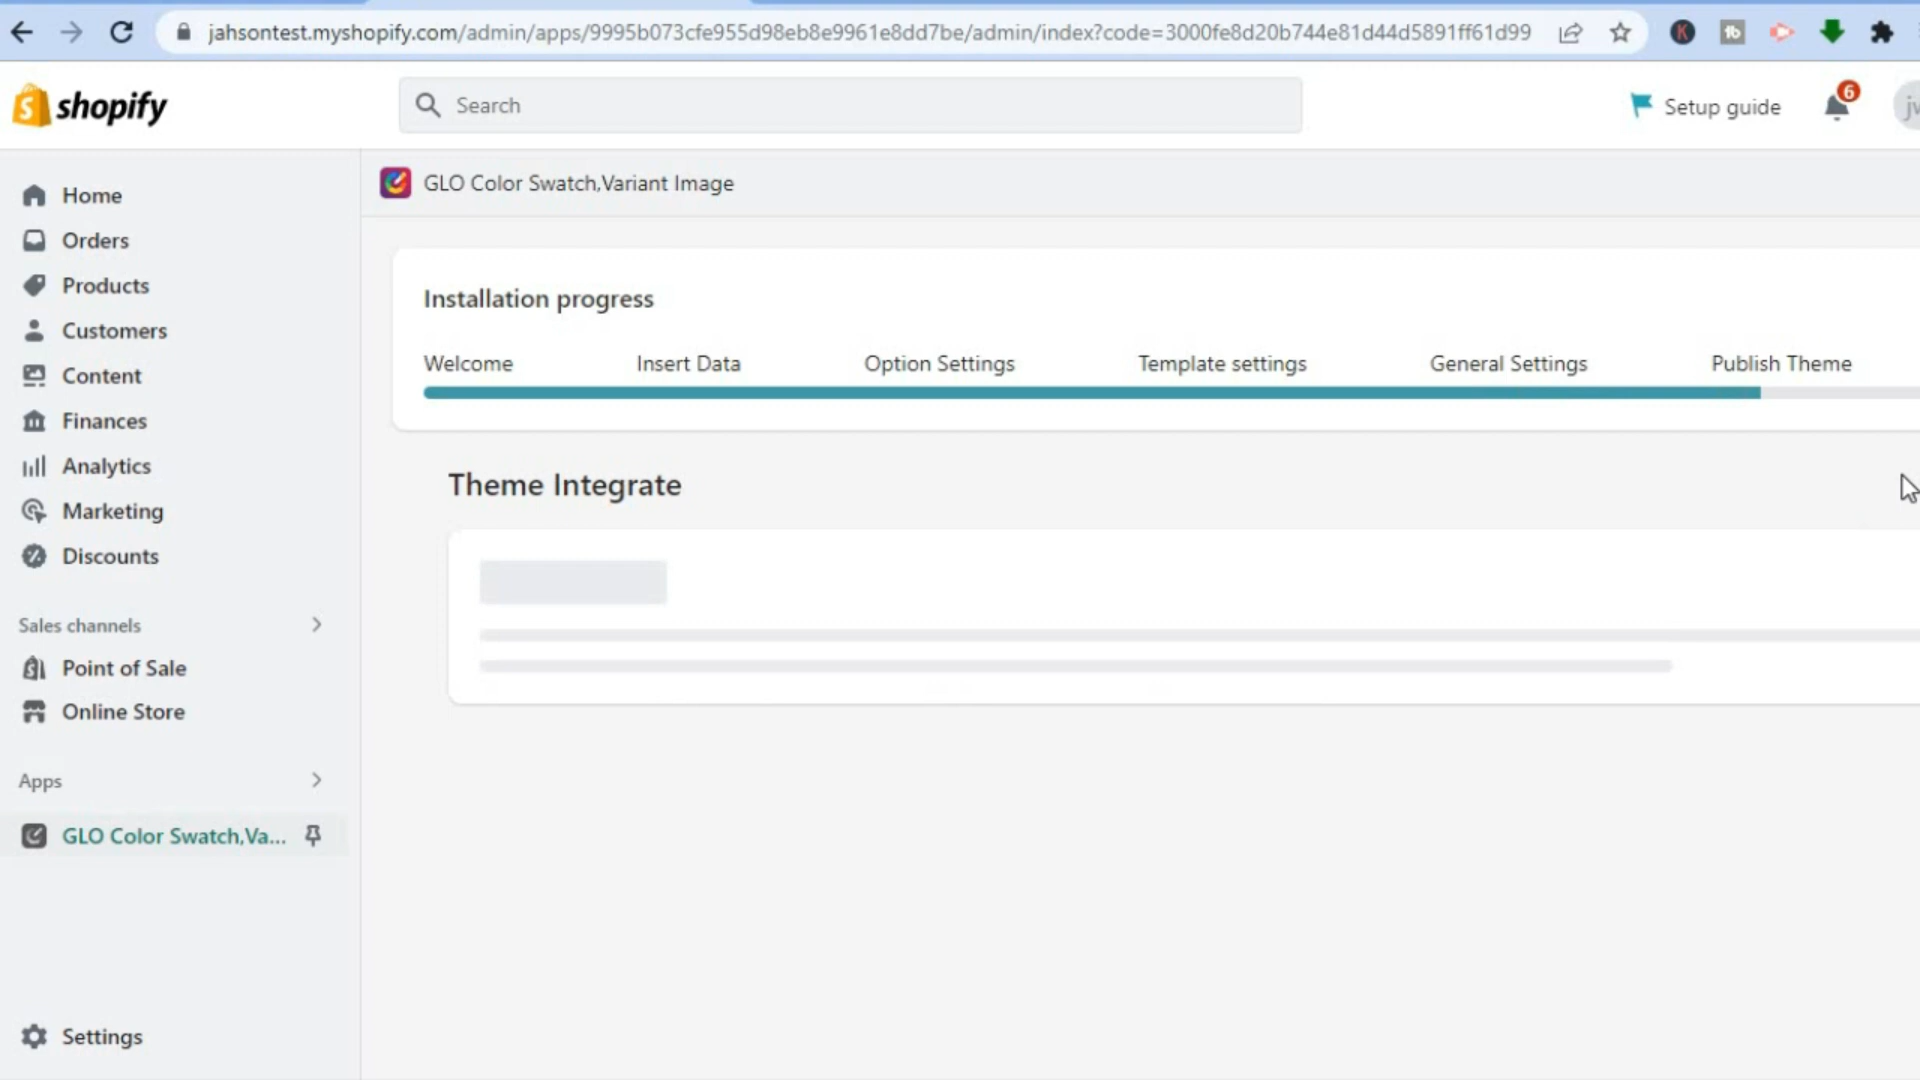 jahsontest.myshopify.com/admin/apps/9995b073cfe955d98eb8e9961e8dd7be/admin/index?code=3000fe8d20b744e81d44d5891ff61d99
K
tb
shopify
Search
Setup guide
6
jw
Home
Orders
Products
Customers
Content
Finances
Analytics
Marketing
Discounts
Sales channels
Point of Sale
Online Store
Apps
GLO Color Swatch,Va...
Settings
GLO Color Swatch,Variant Image
Installation progress
Welcome Insert Data Option Settings Template settings General Settings Publish Theme
Theme Integrate